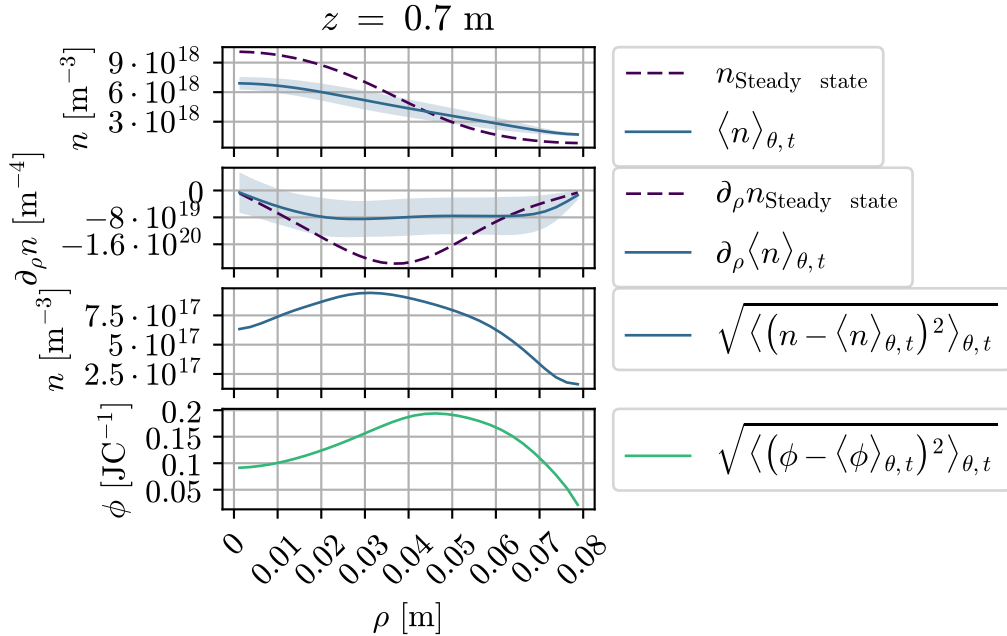 z = 0.7 m
n [m⁻³]
9 · 10¹⁸
6 · 10¹⁸
3 · 10¹⁸
n_Steady state
⟨n⟩_θ, t
∂_ρ n [m⁻⁴]
0
−8 · 10¹⁹
−1.6 · 10²⁰
∂_ρ n_Steady state
∂_ρ⟨n⟩_θ, t
n [m⁻³]
7.5 · 10¹⁷
5 · 10¹⁷
2.5 · 10¹⁷
√⟨(n − ⟨n⟩_θ, t)²⟩_θ, t
ϕ [JC⁻¹]
0.2
0.15
0.1
0.05
√⟨(ϕ − ⟨ϕ⟩_θ, t)²⟩_θ, t
0 0.01 0.02 0.03 0.04 0.05 0.06 0.07 0.08
ρ [m]